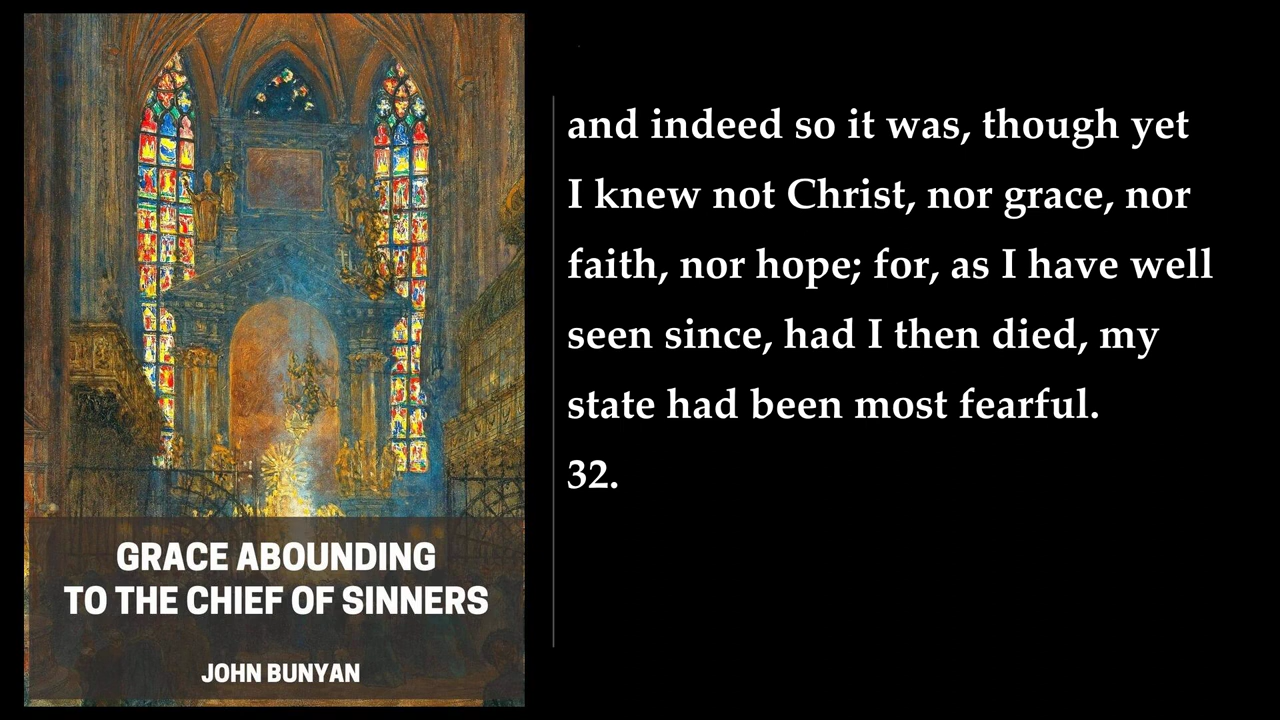 GRACE ABOUNDING
TO THE CHIEF OF SINNERS
JOHN BUNYAN
and indeed so it was, though yet
I knew not Christ, nor grace, nor
faith, nor hope; for, as I have well
seen since, had I then died, my
state had been most fearful.
32.